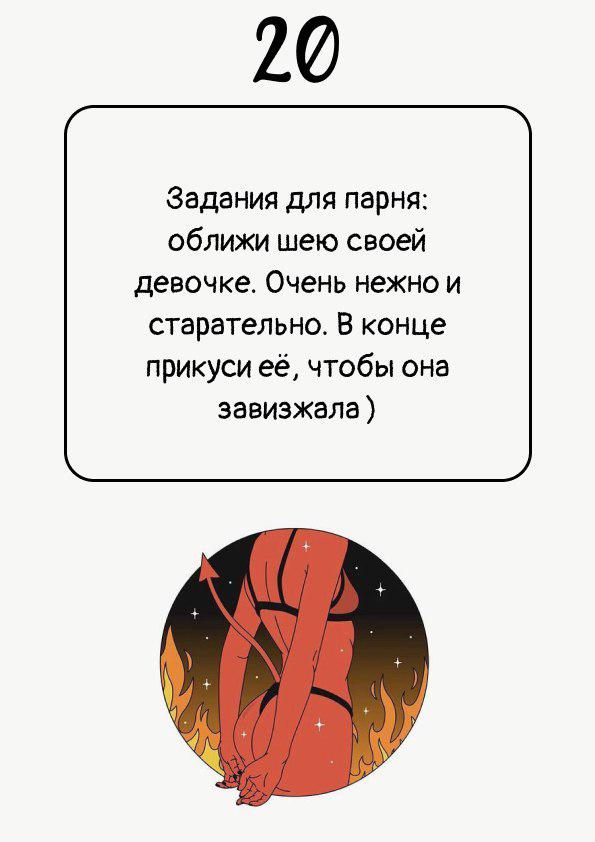 20
Задания для парня:
оближи шею своей
девочке. Очень нежно и
старательно. В конце
прикуси её, чтобы она
завизжала)